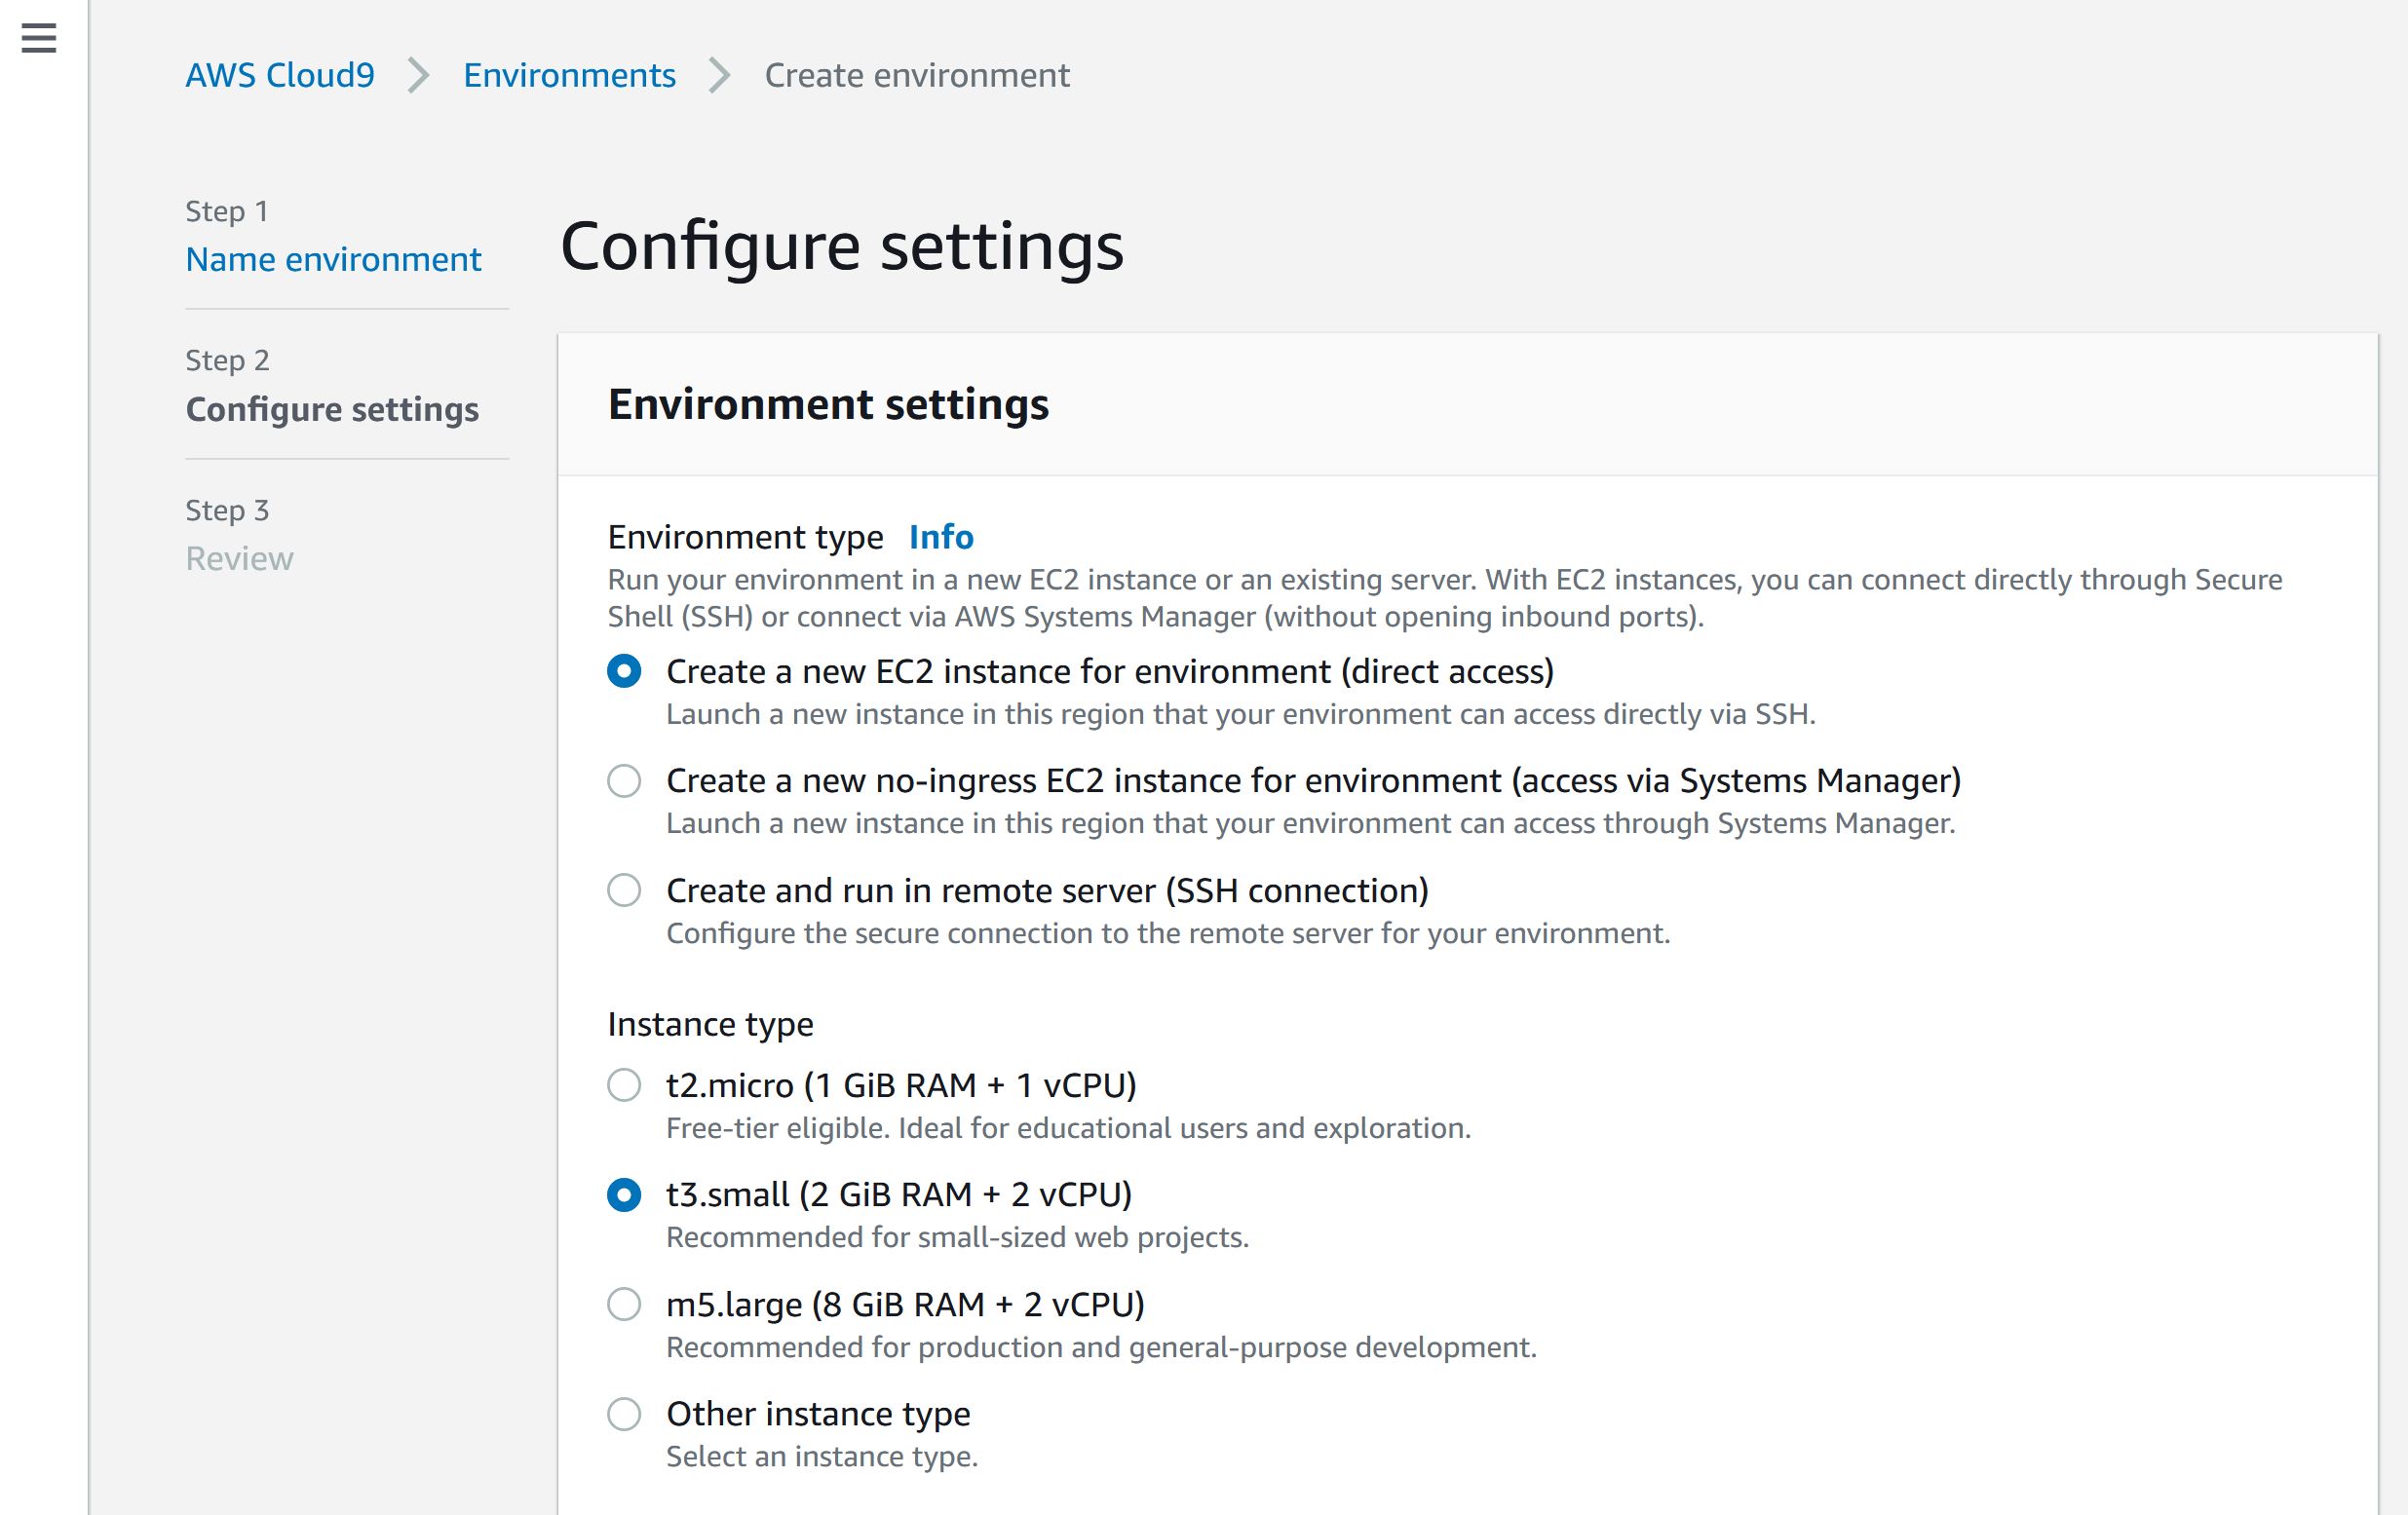 AWS Cloud9 > Environments > Create environment
Step 1
Name environment
Step 2
Configure settings
Step 3
Review
Configure settings
Environment settings
Environment type Info
Run your environment in a new EC2 instance or an existing server. With EC2 instances, you can connect directly through Secure
Shell (SSH) or connect via AWS Systems Manager (without opening inbound ports).
Create a new EC2 instance for environment (direct access)
Launch a new instance in this region that your environment can access directly via SSH.
Create a new no-ingress EC2 instance for environment (access via Systems Manager)
Launch a new instance in this region that your environment can access through Systems Manager.
Create and run in remote server (SSH connection)
Configure the secure connection to the remote server for your environment.
Instance type
t2.micro (1 GiB RAM + 1 vCPU)
Free-tier eligible. Ideal for educational users and exploration.
t3.small (2 GiB RAM + 2 vCPU)
Recommended for small-sized web projects.
m5.large (8 GiB RAM + 2 vCPU)
Recommended for production and general-purpose development.
Other instance type
Select an instance type.